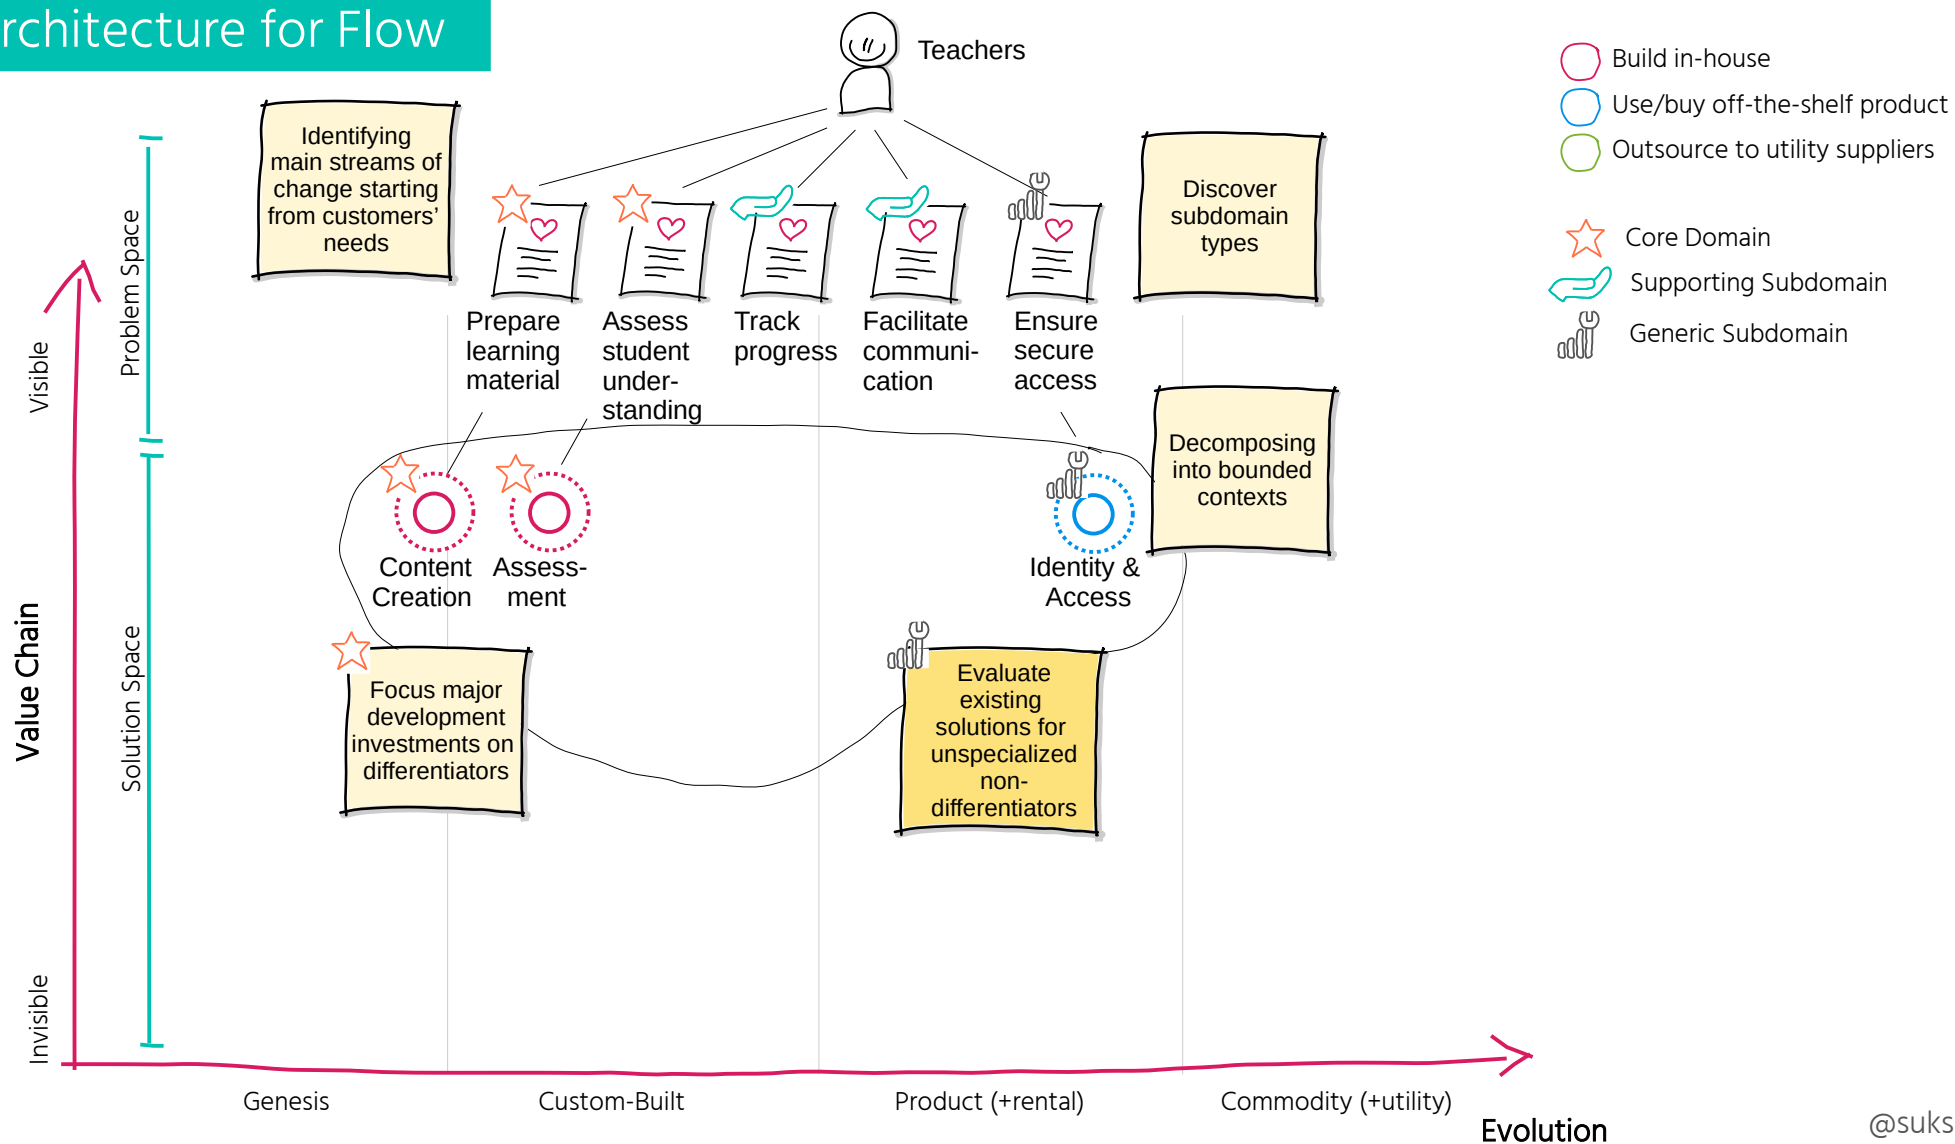 rchitecture for Flow
Teachers
Build in-house
Use/buy off-the-shelf product
Outsource to utility suppliers
Core Domain
Supporting Subdomain
Generic Subdomain
Identifying
main streams of
change starting
from customers’
needs
Discover
subdomain
types
Prepare
learning
material
Assess
student
under-
standing
Track
progress
Facilitate
communi-
cation
Ensure
secure
access
Decomposing
into bounded
contexts
Content
Creation
Assess-
ment
Identity &
Access
Focus major
development
investments on
differentiators
Evaluate
existing
solutions for
unspecialized
non-
differentiators
Problem Space
Visible
Solution Space
Value Chain
Invisible
Genesis
Custom-Built
Product (+rental)
Commodity (+utility)
Evolution
@suks